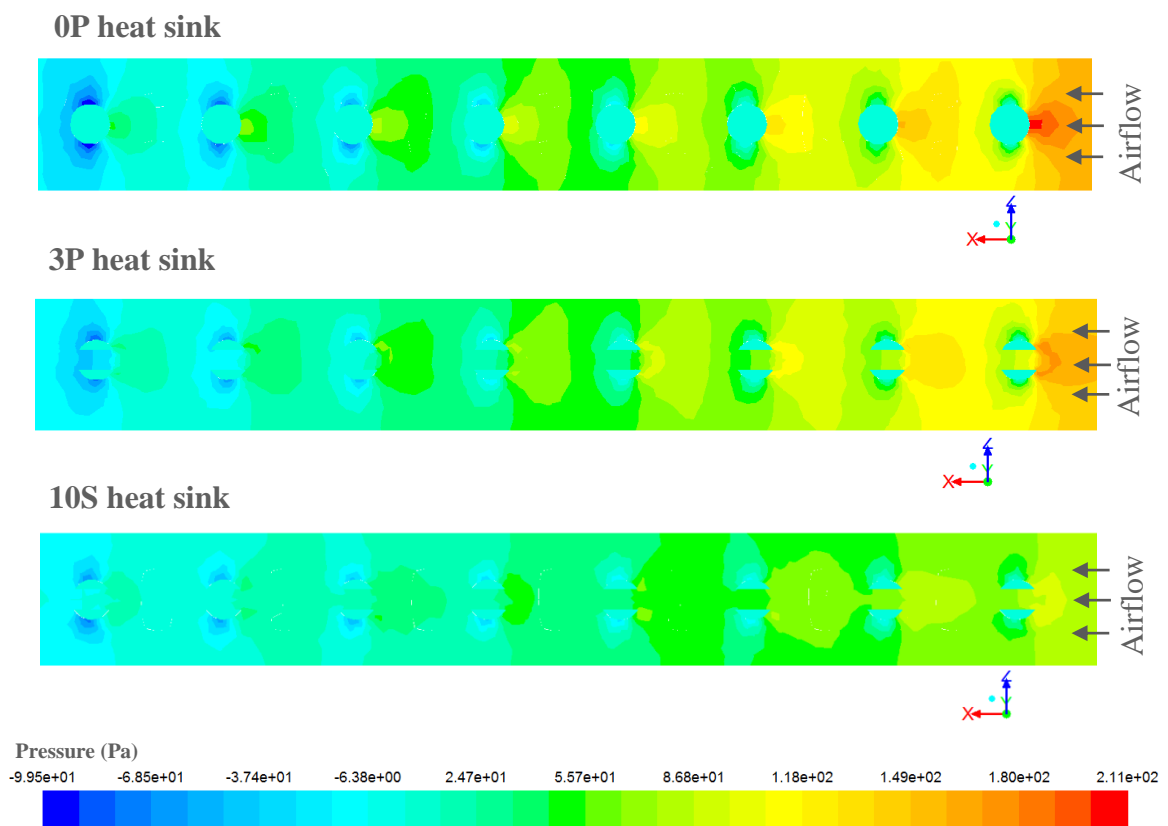 0P heat sink
Airflow
Z
X Y
3P heat sink
Airflow
Z
X Y
10S heat sink
Airflow
Z
X Y
Pressure (Pa)
-9.95e+01 -6.85e+01 -3.74e+01 -6.38e+00 2.47e+01 5.57e+01 8.68e+01 1.18e+02 1.49e+02 1.80e+02 2.11e+02